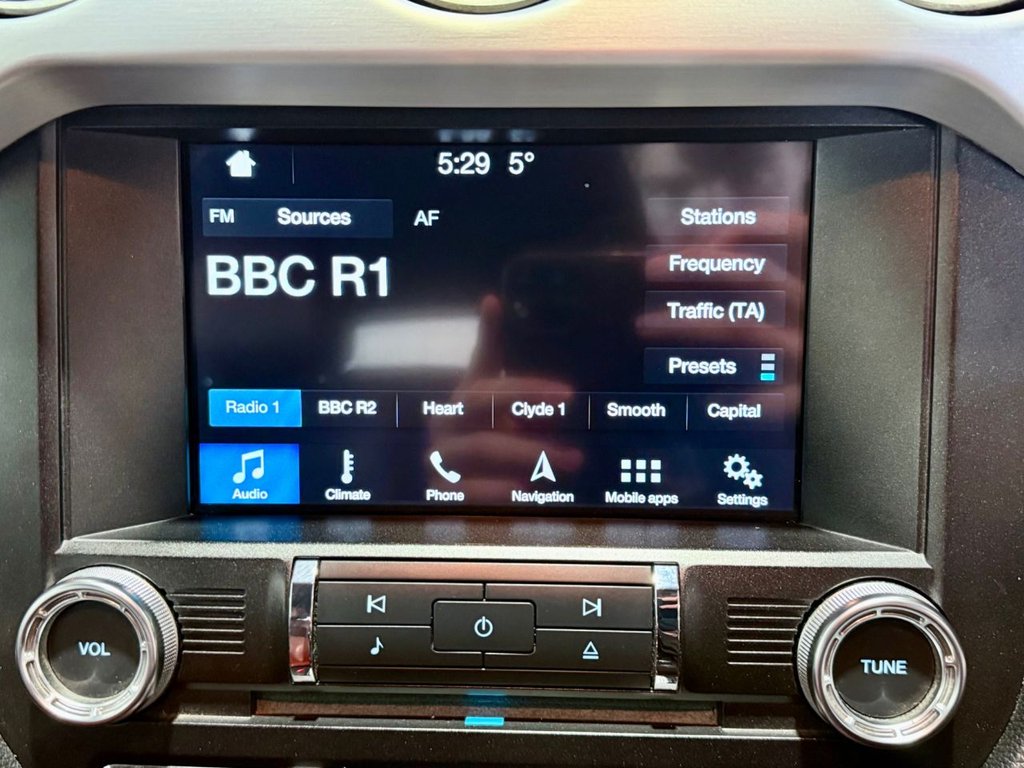 5:29 5°
FM Sources AF Stations
BBC R1
Frequency
Traffic (TA)
Presets
Radio 1 BBC R2 Heart Clyde 1 Smooth Capital
Audio Climate Phone Navigation Mobile apps Settings
VOL
TUNE